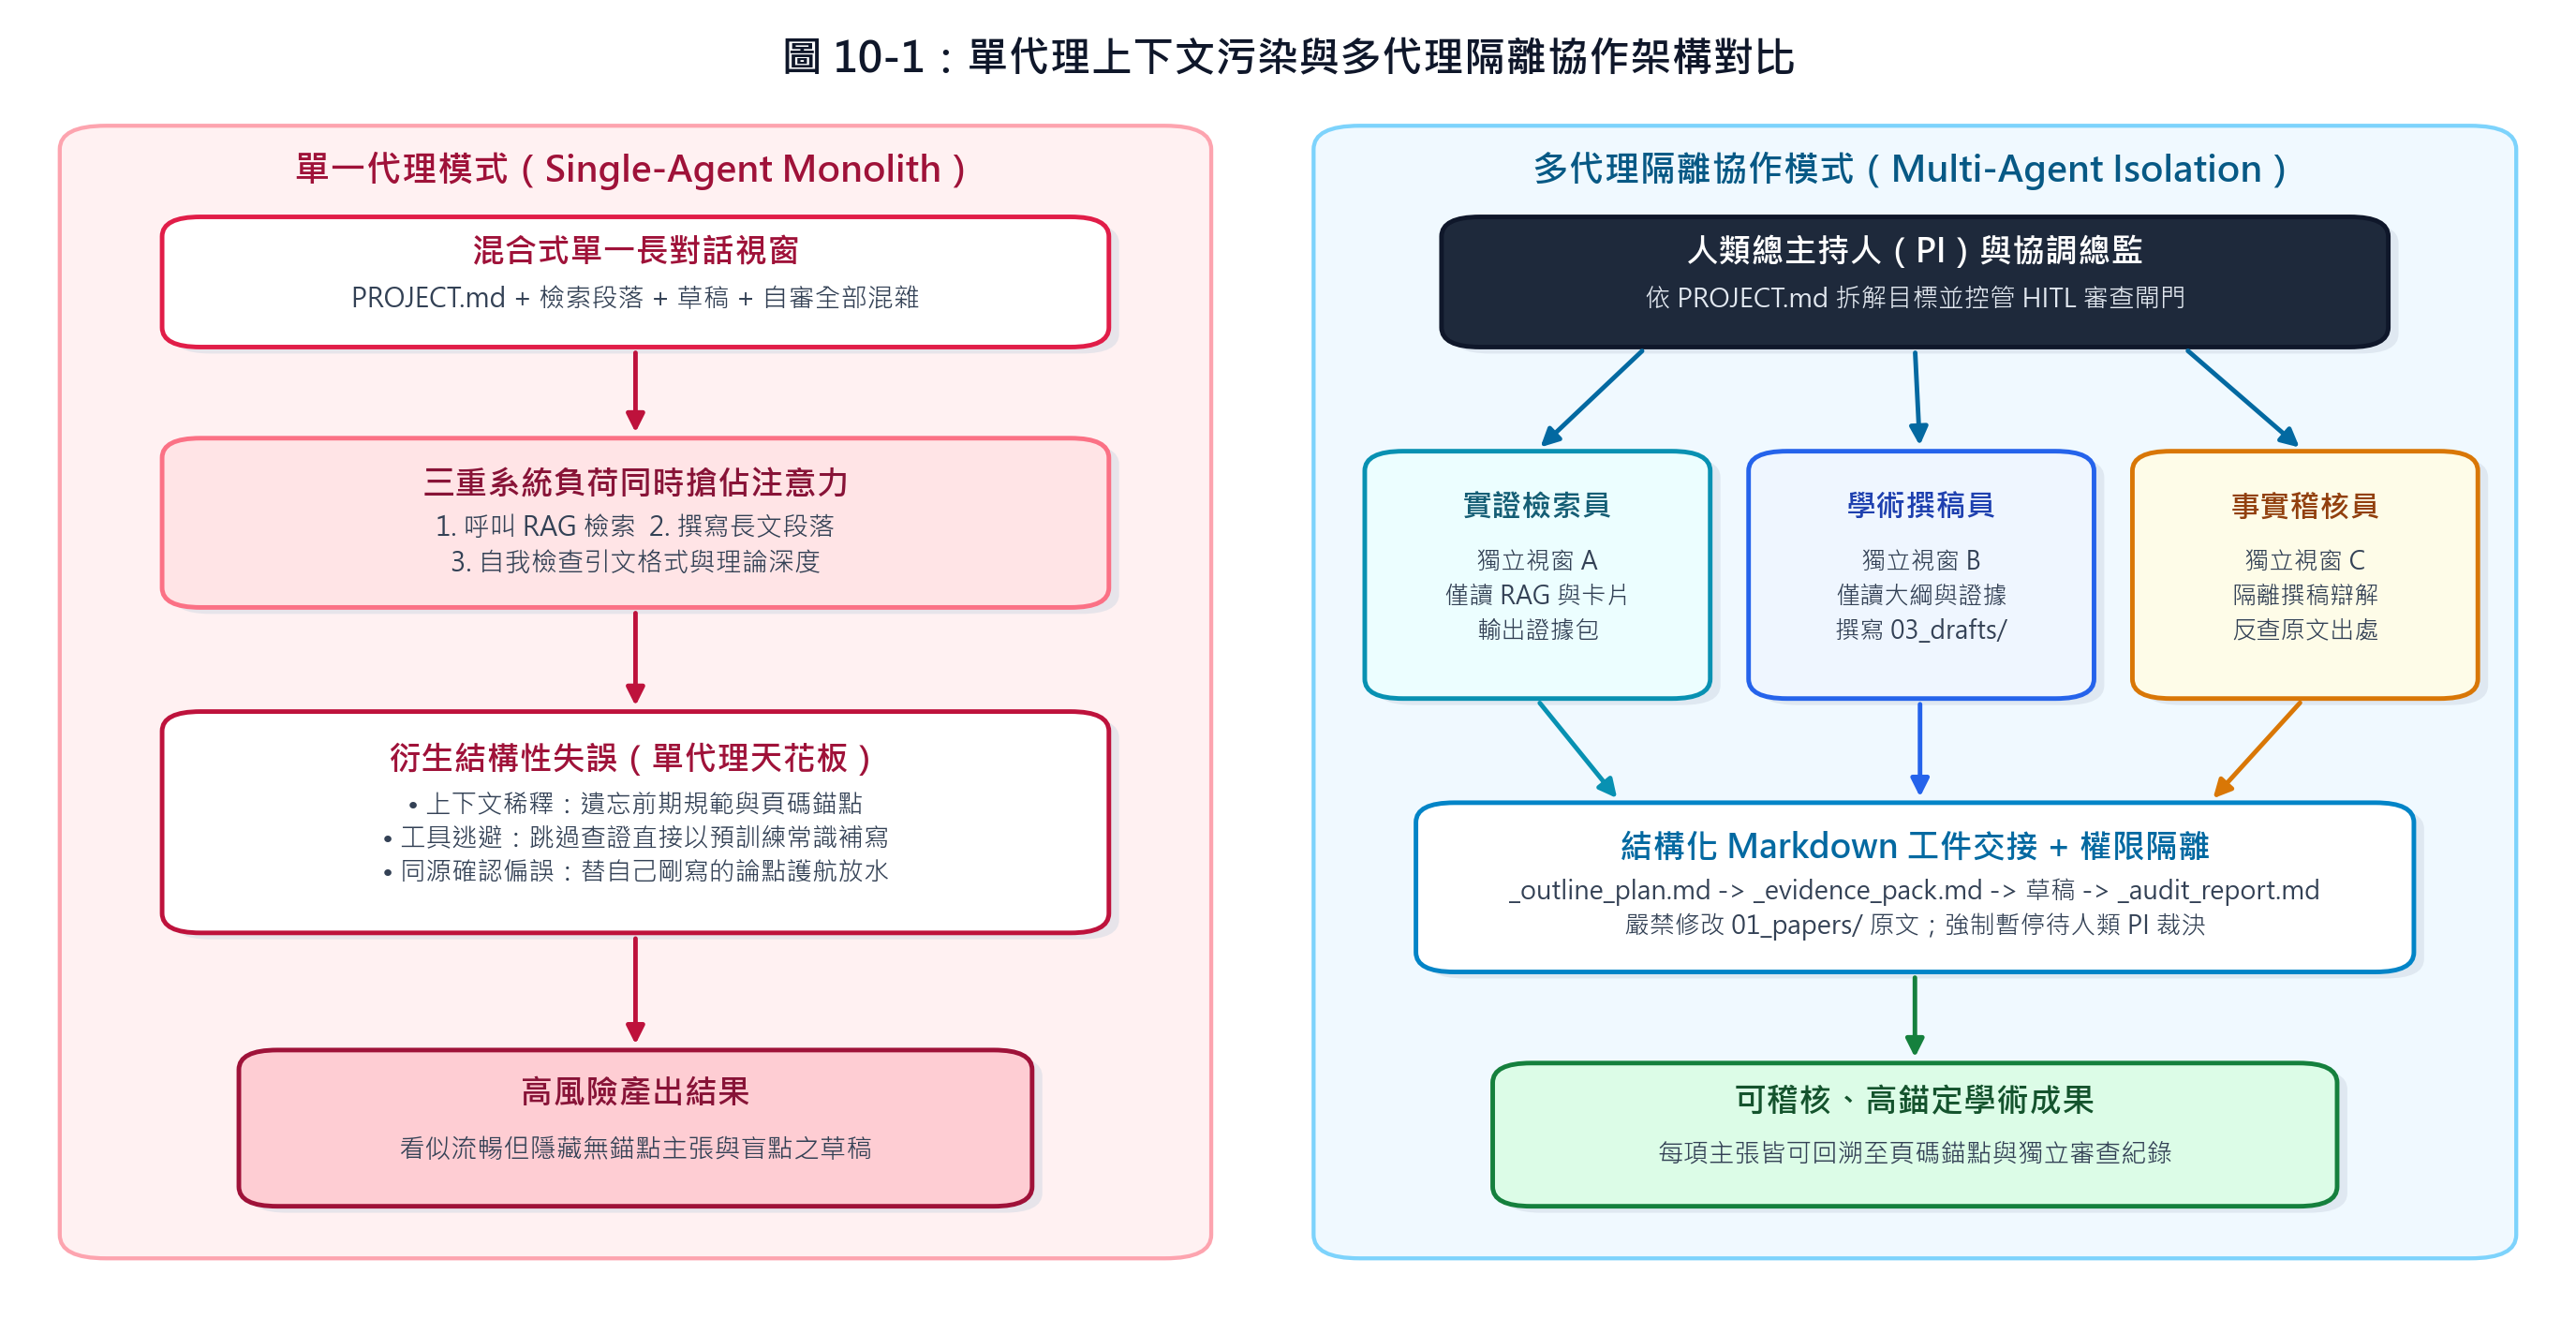 圖 10-1：單代理上下文污染與多代理隔離協作架構對比
單一代理模式（Single-Agent Monolith）
混合式單一長對話視窗
PROJECT.md + 檢索段落 + 草稿 + 自審全部混雜
三重系統負荷同時搶佔注意力
1. 呼叫 RAG 檢索  2. 撰寫長文段落
3. 自我檢查引文格式與理論深度
衍生結構性失誤（單代理天花板）
• 上下文稀釋：遺忘前期規範與頁碼錨點
• 工具逃避：跳過查證直接以預訓練常識補寫
• 同源確認偏誤：替自己剛寫的論點護航放水
高風險產出結果
看似流暢但隱藏無錨點主張與盲點之草稿
多代理隔離協作模式（Multi-Agent Isolation）
人類總主持人（PI）與協調總監
依 PROJECT.md 拆解目標並控管 HITL 審查閘門
實證檢索員
獨立視窗 A
僅讀 RAG 與卡片
輸出證據包
學術撰稿員
獨立視窗 B
僅讀大綱與證據
撰寫 03_drafts/
事實稽核員
獨立視窗 C
隔離撰稿辯解
反查原文出處
結構化 Markdown 工件交接 + 權限隔離
_outline_plan.md -> _evidence_pack.md -> 草稿 -> _audit_report.md
嚴禁修改 01_papers/ 原文；強制暫停待人類 PI 裁決
可稽核、高錨定學術成果
每項主張皆可回溯至頁碼錨點與獨立審查紀錄